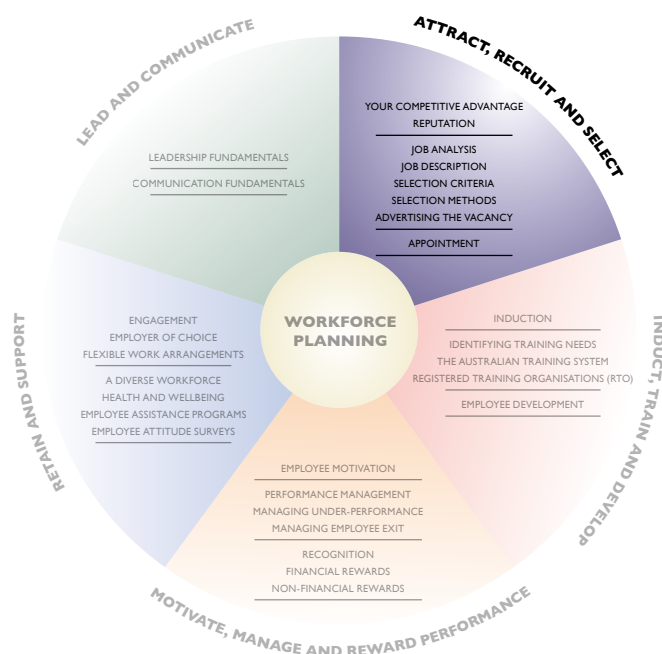 ATTRACT, RECRUIT AND SELECT
YOUR COMPETITIVE ADVANTAGE
REPUTATION
JOB ANALYSIS
JOB DESCRIPTION
SELECTION CRITERIA
SELECTION METHODS
ADVERTISING THE VACANCY
APPOINTMENT
INDUCT, TRAIN AND DEVELOP
INDUCTION
IDENTIFYING TRAINING NEEDS
THE AUSTRALIAN TRAINING SYSTEM
REGISTERED TRAINING ORGANISATIONS (RTO)
EMPLOYEE DEVELOPMENT
MOTIVATE, MANAGE AND REWARD PERFORMANCE
EMPLOYEE MOTIVATION
PERFORMANCE MANAGEMENT
MANAGING UNDER-PERFORMANCE
MANAGING EMPLOYEE EXIT
RECOGNITION
FINANCIAL REWARDS
NON-FINANCIAL REWARDS
RETAIN AND SUPPORT
ENGAGEMENT
EMPLOYER OF CHOICE
FLEXIBLE WORK ARRANGEMENTS
A DIVERSE WORKFORCE
HEALTH AND WELLBEING
EMPLOYEE ASSISTANCE PROGRAMS
EMPLOYEE ATTITUDE SURVEYS
LEAD AND COMMUNICATE
LEADERSHIP FUNDAMENTALS
COMMUNICATION FUNDAMENTALS
WORKFORCE
PLANNING